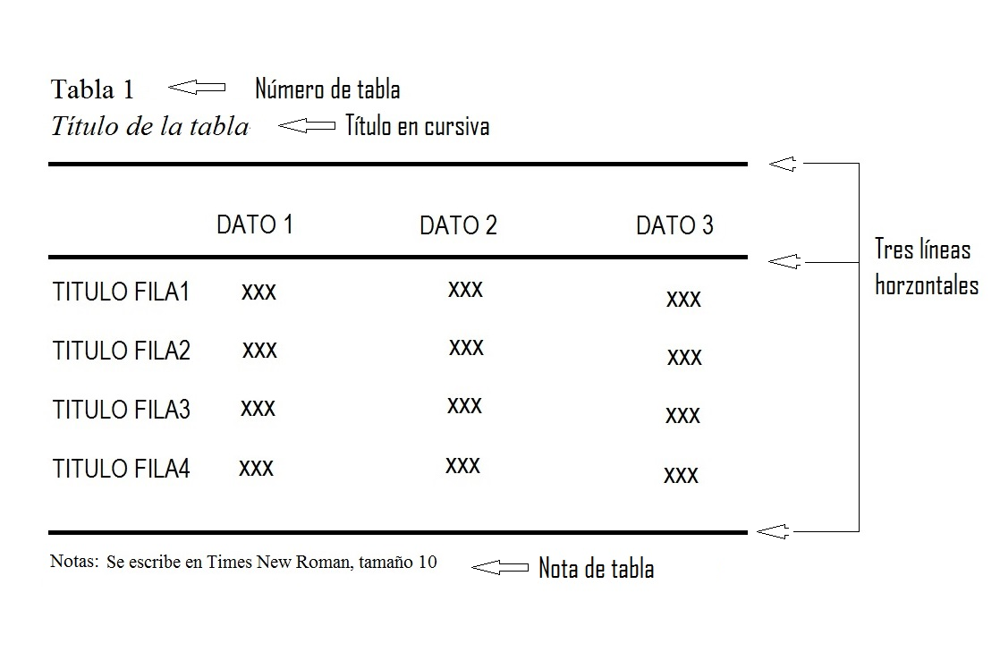 Tabla 1 Número de tabla
Título de la tabla Título en cursiva
DATO 1 DATO 2 DATO 3
Tres líneas
horzontales
TITULO FILA1 XXX XXX XXX
TITULO FILA2 XXX XXX XXX
TITULO FILA3 XXX XXX XXX
TITULO FILA4 XXX XXX XXX
Notas: Se escribe en Times New Roman, tamaño 10 Nota de tabla